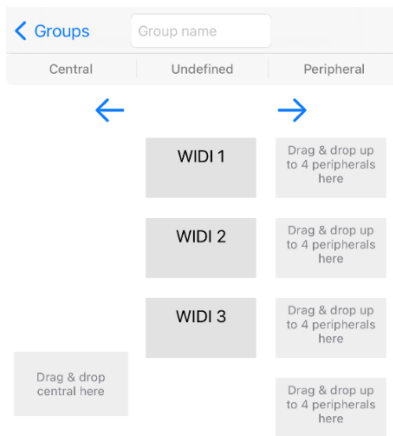 Groups
Group name
Central
Undefined
Peripheral
WIDI 1
Drag & drop up
to 4 peripherals
here
WIDI 2
Drag & drop up
to 4 peripherals
here
WIDI 3
Drag & drop up
to 4 peripherals
here
Drag & drop
central here
Drag & drop up
to 4 peripherals
here